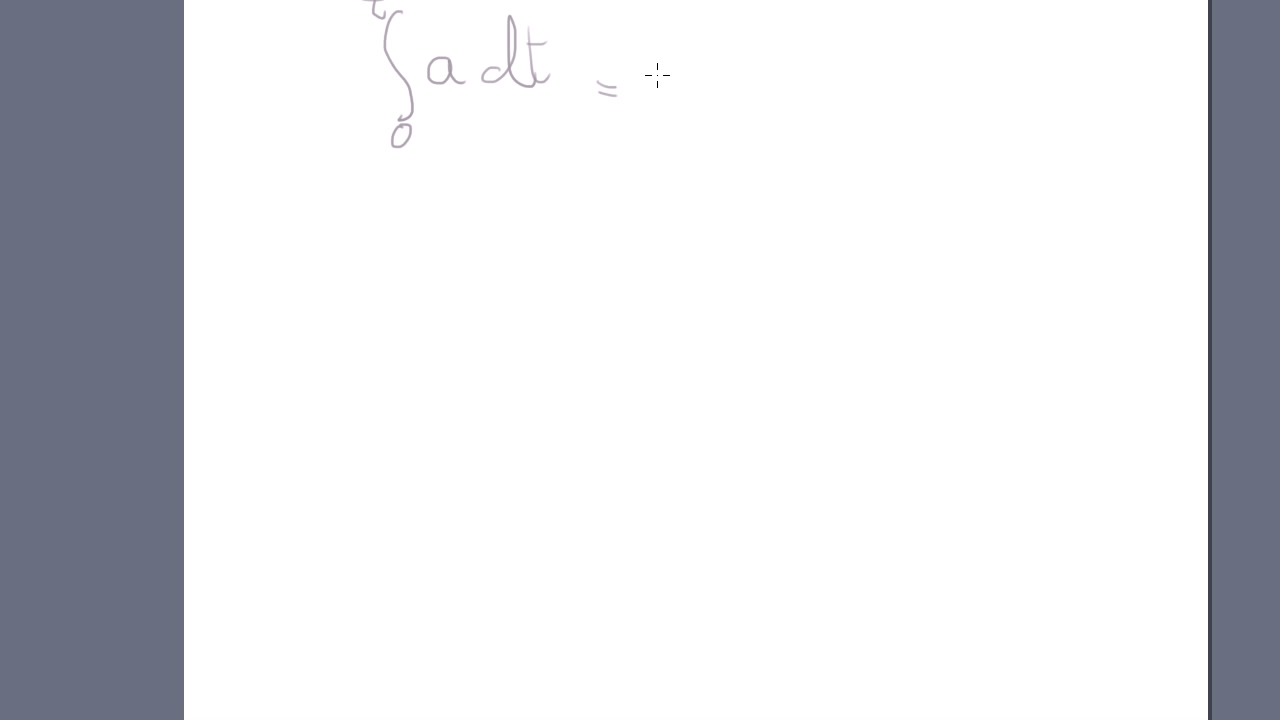 ∫₀ᵗ a dt =